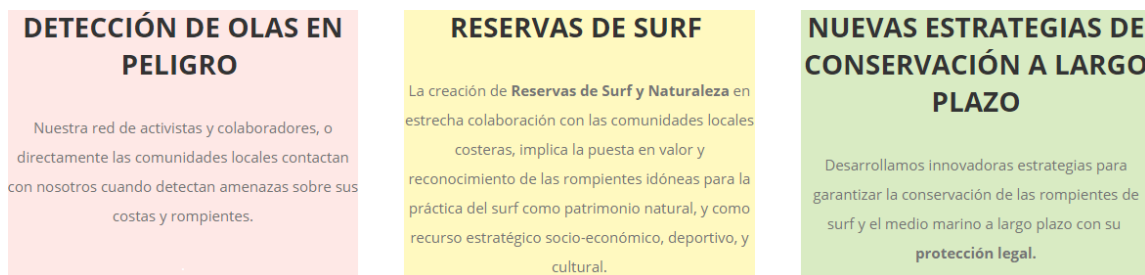 DETECCIÓN DE OLAS EN
PELIGRO
Nuestra red de activistas y colaboradores, o
directamente las comunidades locales contactan
con nosotros cuando detectan amenazas sobre sus
costas y rompientes.
RESERVAS DE SURF
La creación de Reservas de Surf y Naturaleza en
estrecha colaboración con las comunidades locales
costeras, implica la puesta en valor y
reconocimiento de las rompientes idóneas para la
práctica del surf como patrimonio natural, y como
recurso estratégico socio-económico, deportivo, y
cultural.
NUEVAS ESTRATEGIAS DE
CONSERVACIÓN A LARGO
PLAZO
Desarrollamos innovadoras estrategias para
garantizar la conservación de las rompientes de
surf y el medio marino a largo plazo con su
protección legal.